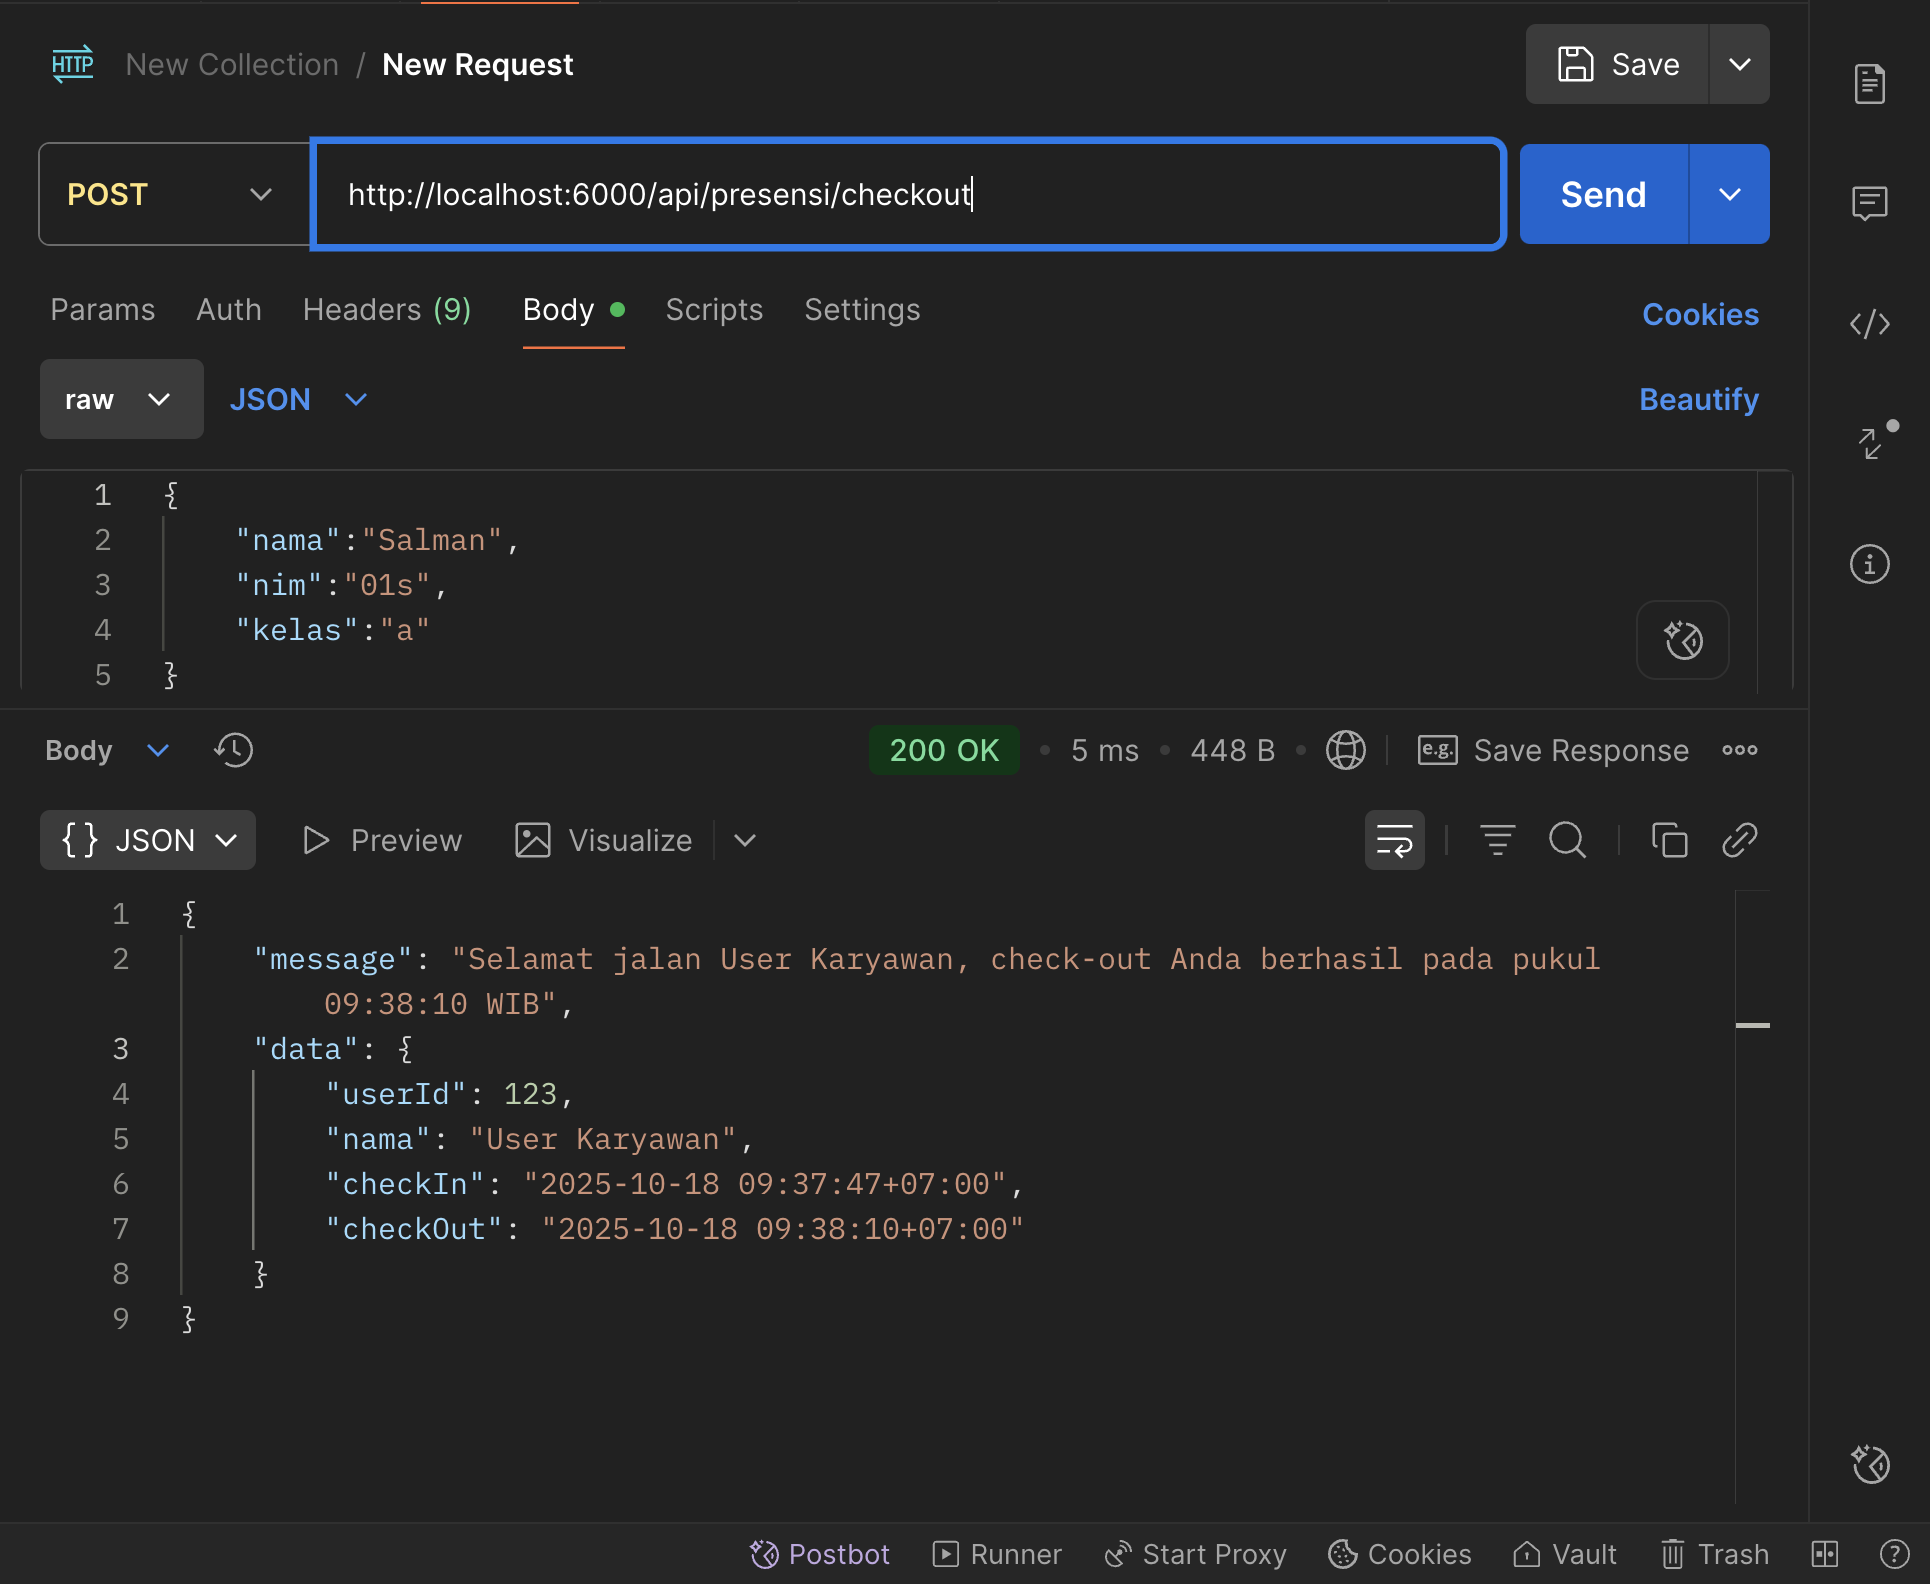 HTTP New Collection / New Request Save
POST http://localhost:6000/api/presensi/checkout Send
Params Auth Headers (9) Body Scripts Settings Cookies
raw JSON Beautify
1 {
2 "nama":"Salman",
3 "nim":"01s",
4 "kelas":"a"
5 }
Body 200 OK • 5 ms • 448 B • e.g. Save Response
{} JSON Preview Visualize
1 {
2 "message": "Selamat jalan User Karyawan, check-out Anda berhasil pada pukul
09:38:10 WIB",
3 "data": {
4 "userId": 123,
5 "nama": "User Karyawan",
6 "checkIn": "2025-10-18 09:37:47+07:00",
7 "checkOut": "2025-10-18 09:38:10+07:00"
8 }
9 }
Postbot Runner Start Proxy Cookies Vault Trash